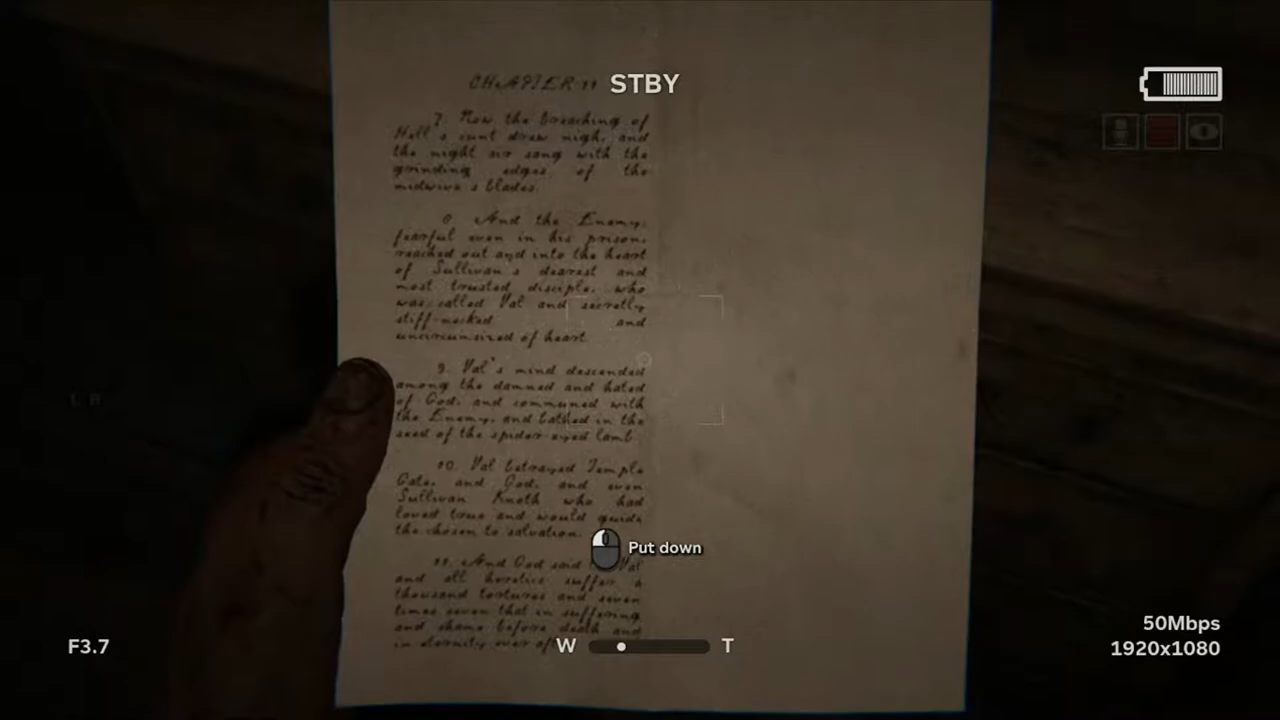 CHAPTER 11
STBY
7. Now the breaching of
Hell's cunt drew nigh, and
the night air sang with the
grinding edges of the
midwive's blades.
8. And the Enemy,
fearful even in his prison,
reached out and into the heart
of Sullivan's dearest and
most trusted disciple, who
was called Val and secretly
stiff-necked and
uncircumsized of heart.
9. Val's mind descended
among the damned and hated
of God, and communed with
the Enemy, and bathed in the
seed of the spider-eyed lamb.
10. Val betrayed Temple
Gate, and God, and even
Sullivan Knoth who had
loved true and would guide
the chosen to salvation.
Put down
11. And God said Val
and all heretics suffer a
thousand tortures and seven
times seven that in suffering
and shame before death and
in eternity ever
L R
F3.7
W T
50Mbps
1920x1080